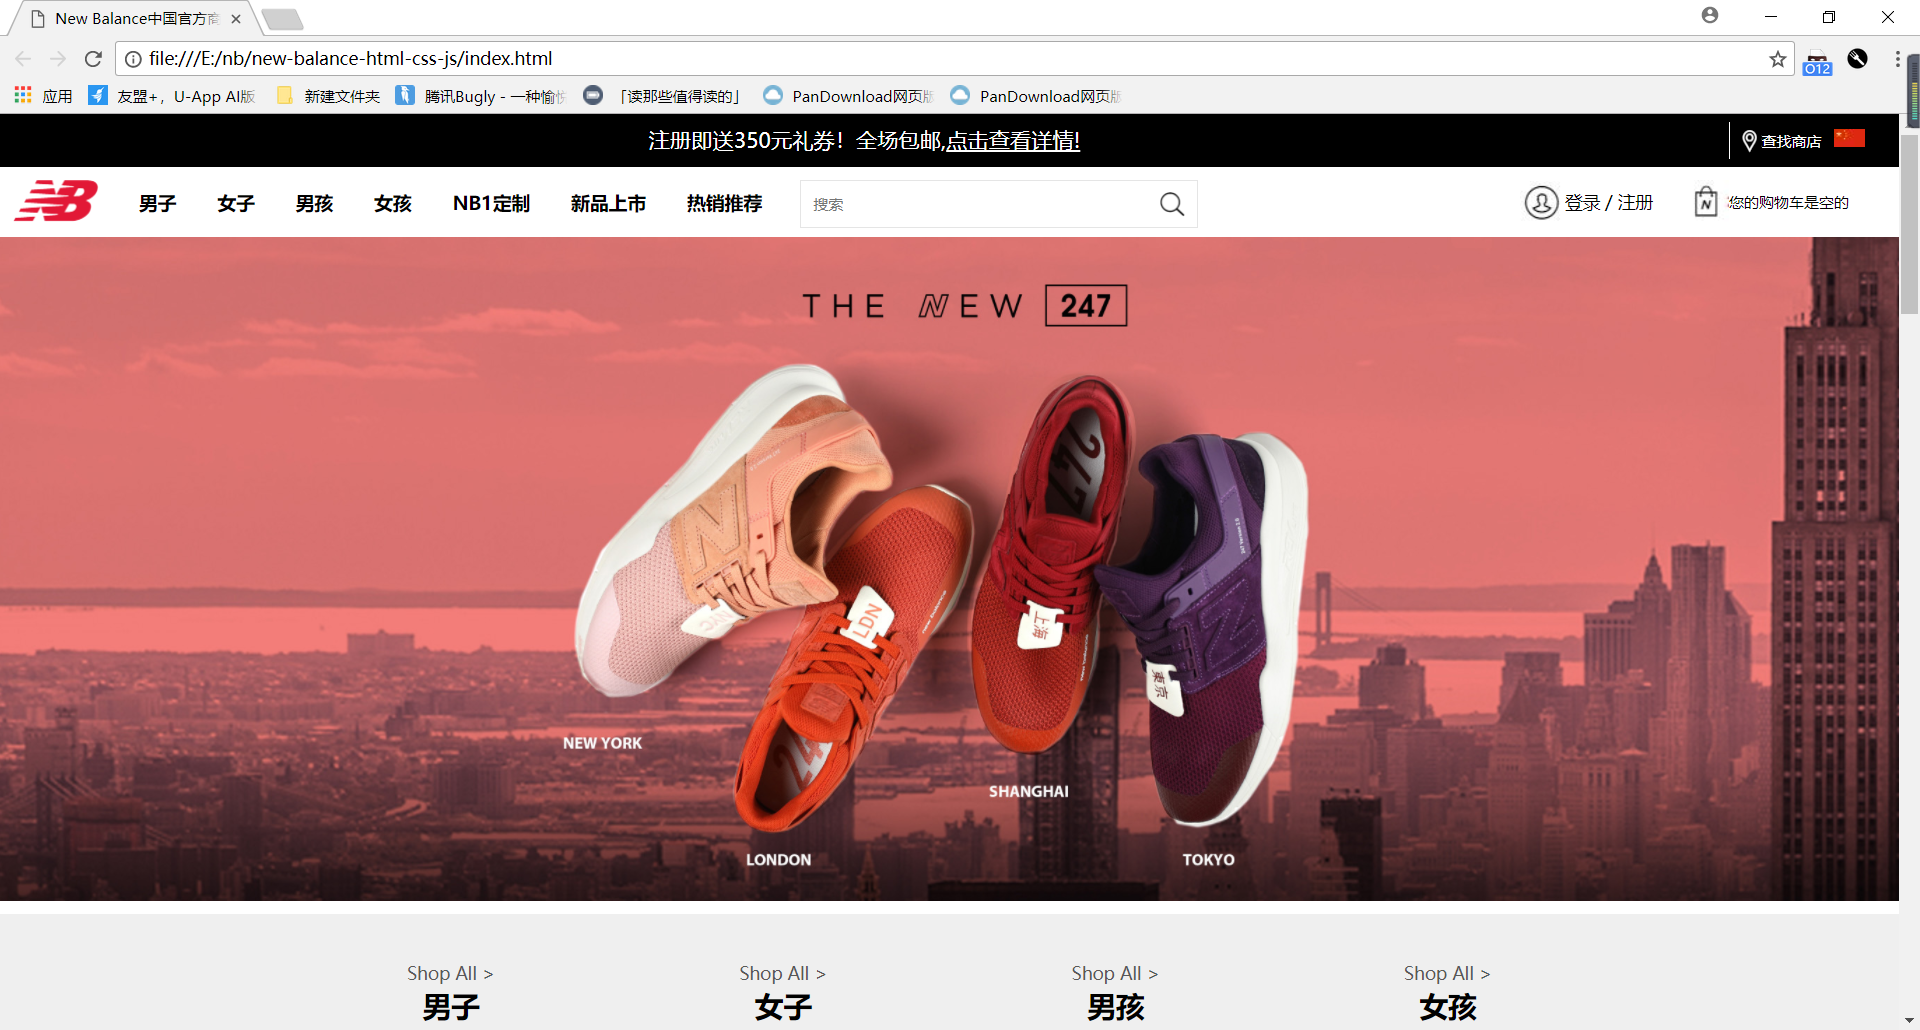 New Balance中国官方商
file:///E:/nb/new-balance-html-css-js/index.html
O12
应用
友盟+，U-App AI版
新建文件夹
腾讯Bugly - 一种愉
「读那些值得读的」
PanDownload网页版
PanDownload网页版
注册即送350元礼券！全场包邮,点击查看详情!
查找商店
NB
男子
女子
男孩
女孩
NB1定制
新品上市
热销推荐
搜索
登录 / 注册
N
您的购物车是空的
THE NEW 247
247
NYC
LDN
上海
東京
new balance
24
NEW YORK
SHANGHAI
LONDON
TOKYO
Shop All >
男子
Shop All >
女子
Shop All >
男孩
Shop All >
女孩